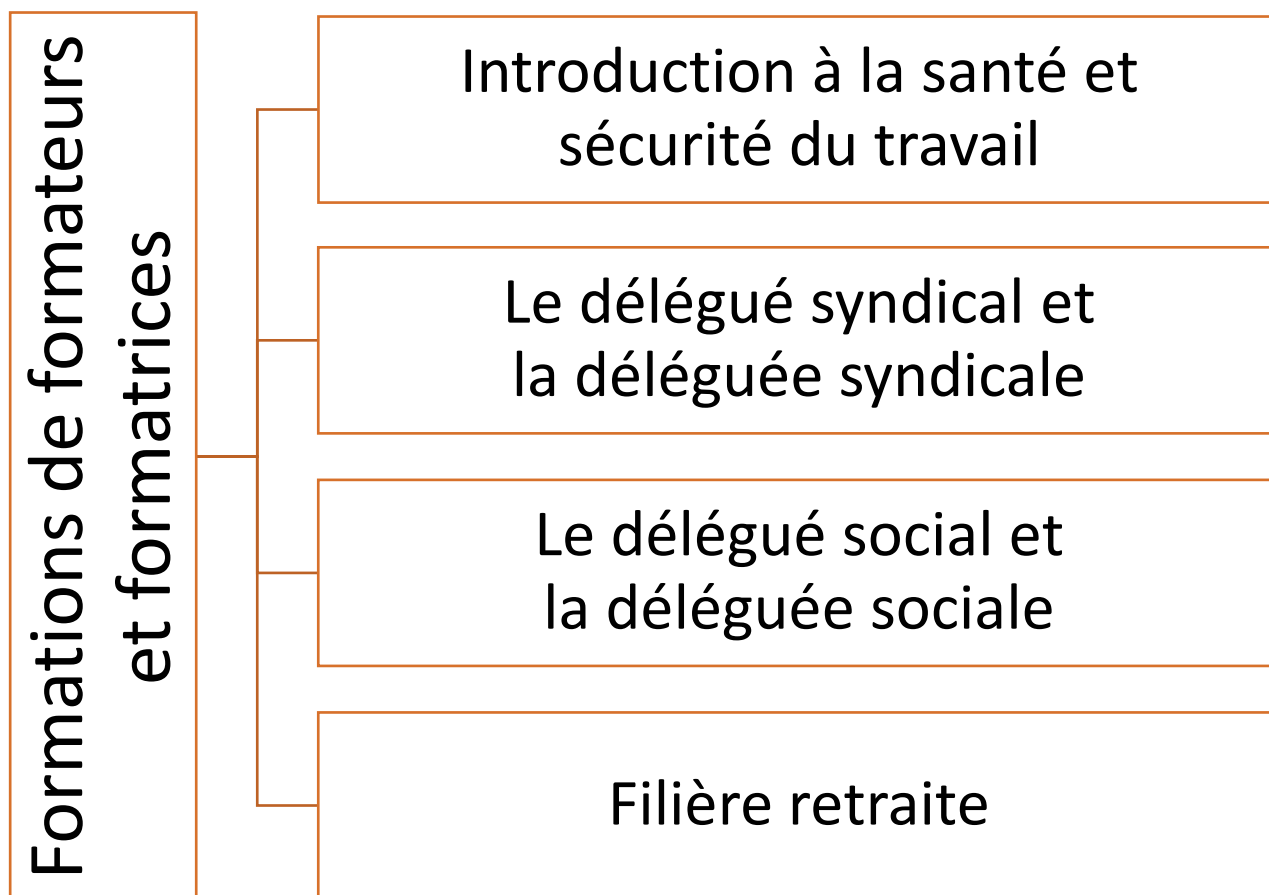 Formations de formateurs
et formatrices
Introduction à la santé et
sécurité du travail
Le délégué syndical et
la déléguée syndicale
Le délégué social et
la déléguée sociale
Filière retraite